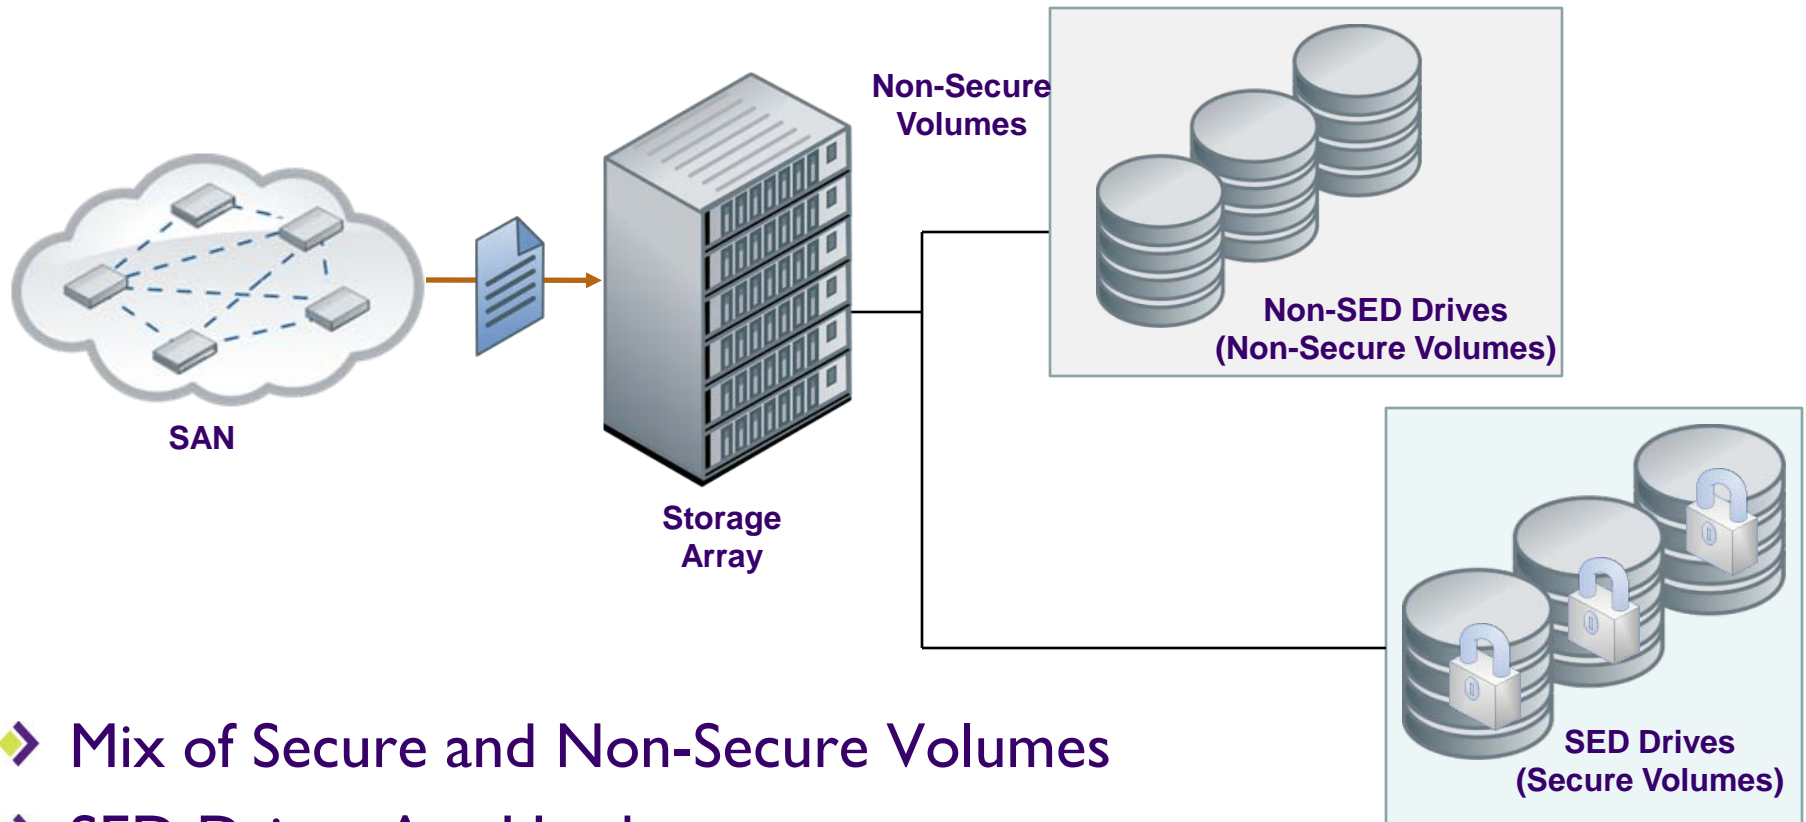 Non-Secure
Volumes
Non-SED Drives
(Non-Secure Volumes)
SAN
Storage
Array
SED Drives
(Secure Volumes)
Mix of Secure and Non-Secure Volumes